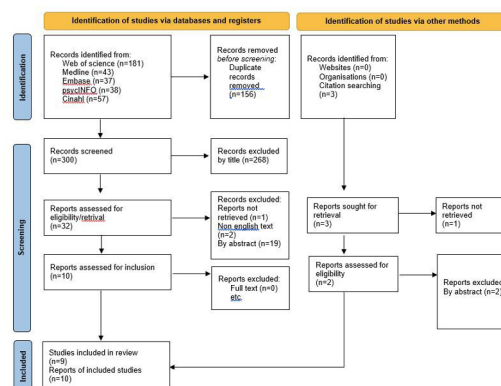 Identification of studies via databases and registers
Identification of studies via other methods
Identification
Records identified from:
Web of science (n=181)
Medline (n=43)
Embase (n=37)
psycINFO (n=38)
Cinahl (n=57)
Records removed
before screening:
Duplicate
records
removed
(n=156)
Records identified from:
Websites (n=0)
Organisations (n=0)
Citation searching
(n=3)
Screening
Records screened
(n=300)
Records excluded
by title (n=268)
Reports assessed for
eligibility/retrival
(n=32)
Records excluded:
Reports not
retrieved (n=1)
Non english text
(n=2)
By abstract (n=19)
Reports sought for
retrieval
(n=3)
Reports not
retrieved
(n=1)
Reports assessed for inclusion
(n=10)
Reports excluded:
Full text (n=0)
etc.
Reports assessed for
eligibility
(n=2)
Reports excluded
By abstract (n=2)
Included
Studies included in review
(n=9)
Reports of included studies
(n=10)